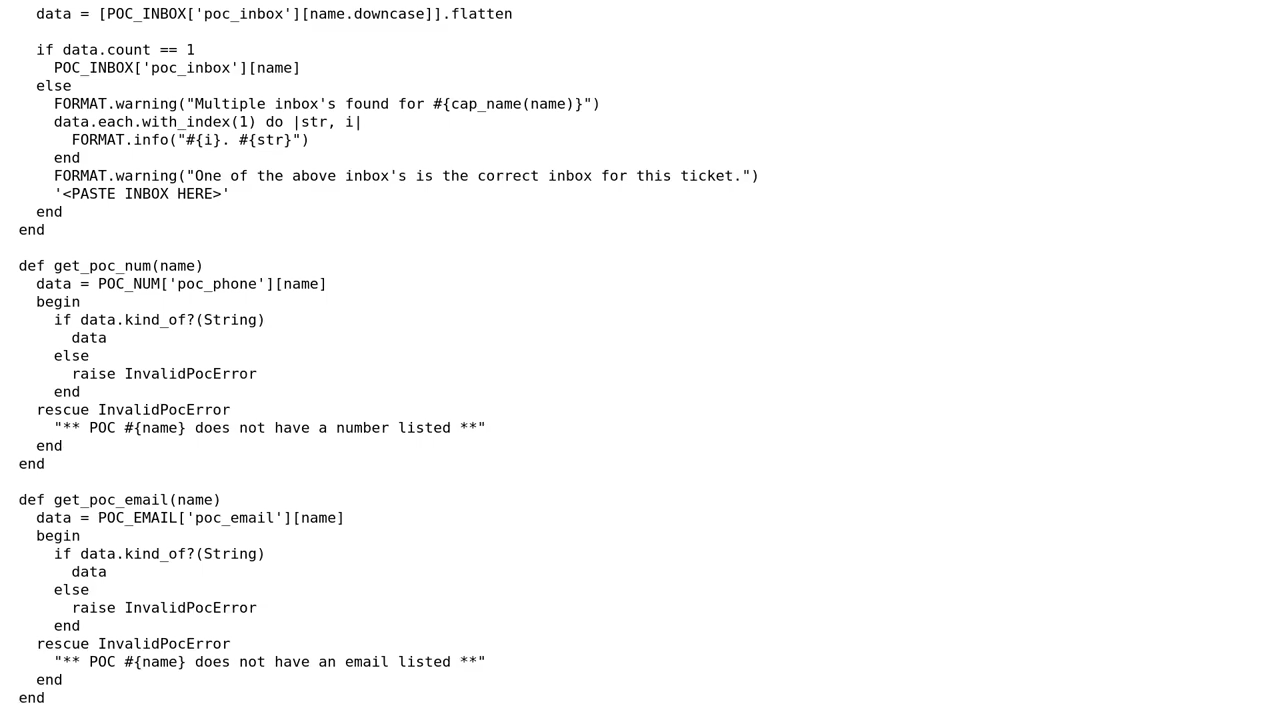 data = [POC_INBOX['poc_inbox'][name.downcase]].flatten
if data.count == 1
POC_INBOX['poc_inbox'][name]
else
FORMAT.warning("Multiple inbox's found for #{cap_name(name)}")
data.each.with_index(1) do |str, i|
FORMAT.info("#{i}. #{str}")
end
FORMAT.warning("One of the above inbox's is the correct inbox for this ticket.")
'<PASTE INBOX HERE>'
end
end
def get_poc_num(name)
data = POC_NUM['poc_phone'][name]
begin
if data.kind_of?(String)
data
else
raise InvalidPocError
end
rescue InvalidPocError
"** POC #{name} does not have a number listed **"
end
end
def get_poc_email(name)
data = POC_EMAIL['poc_email'][name]
begin
if data.kind_of?(String)
data
else
raise InvalidPocError
end
rescue InvalidPocError
"** POC #{name} does not have an email listed **"
end
end